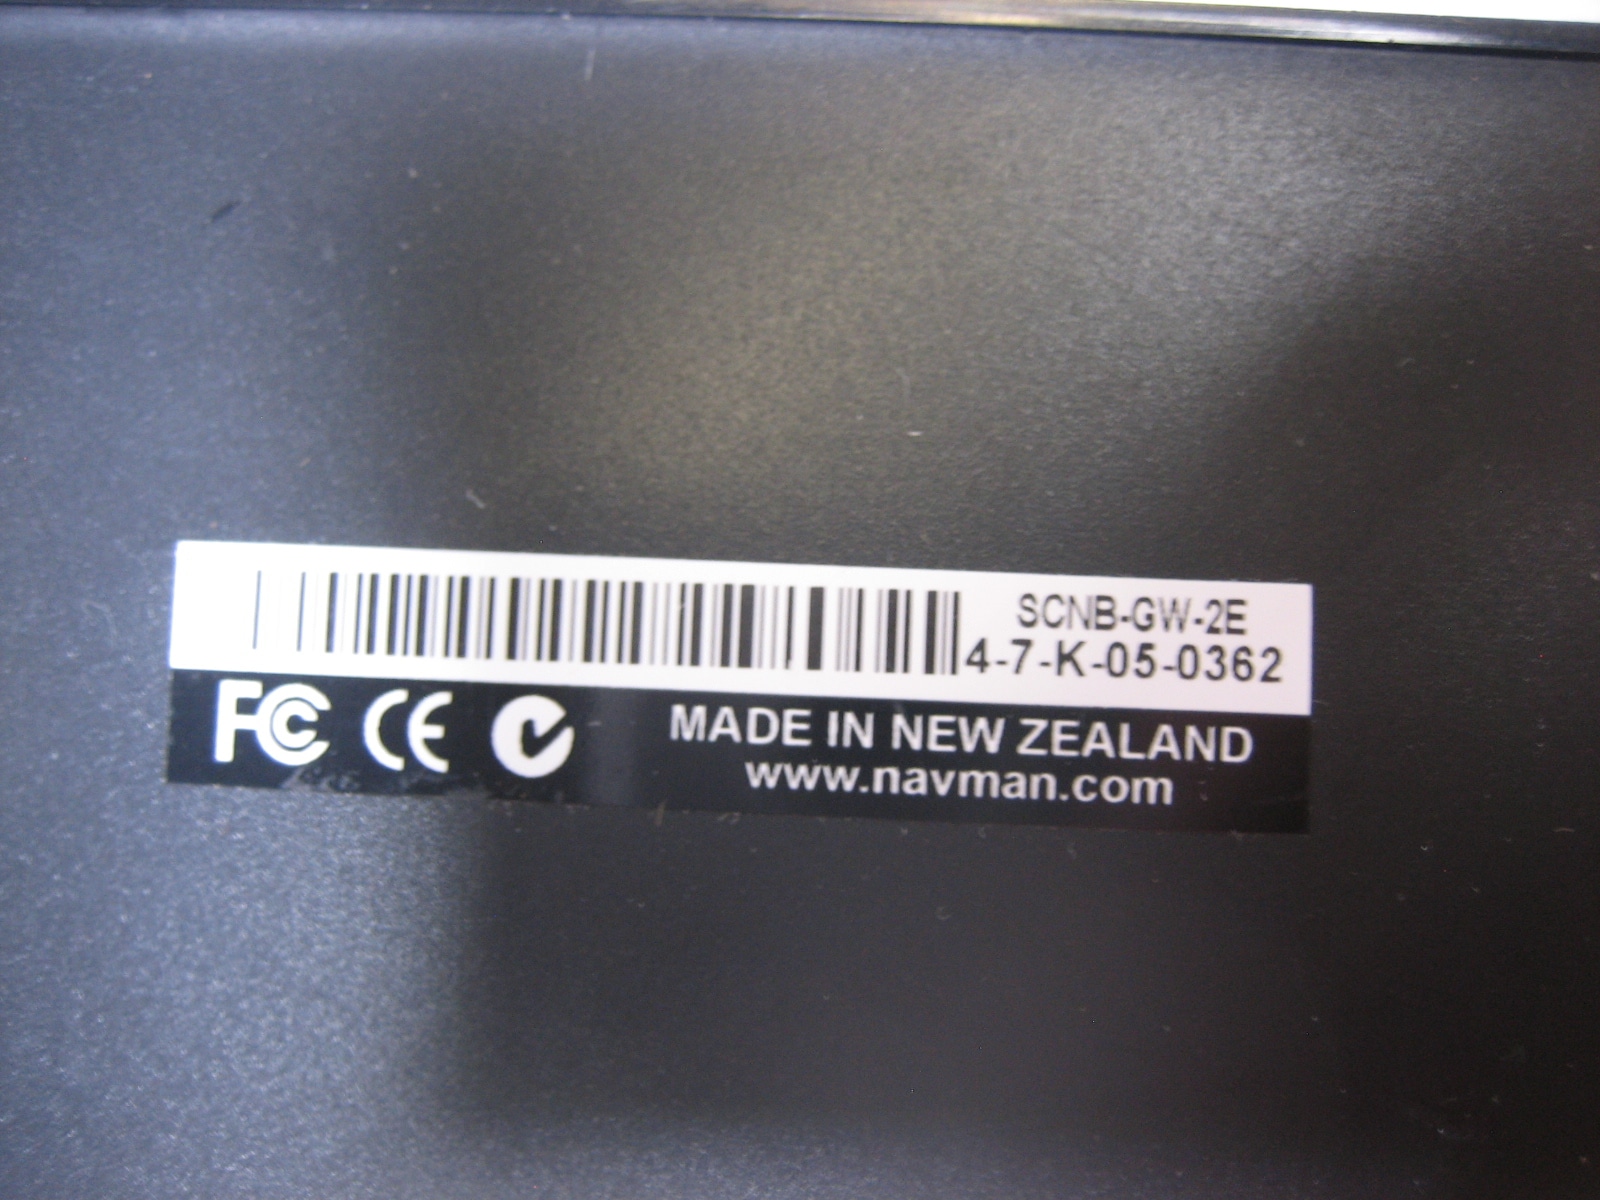 SCNB-GW-2E
4-7-K-05-0362
FC CE
MADE IN NEW ZEALAND
www.navman.com